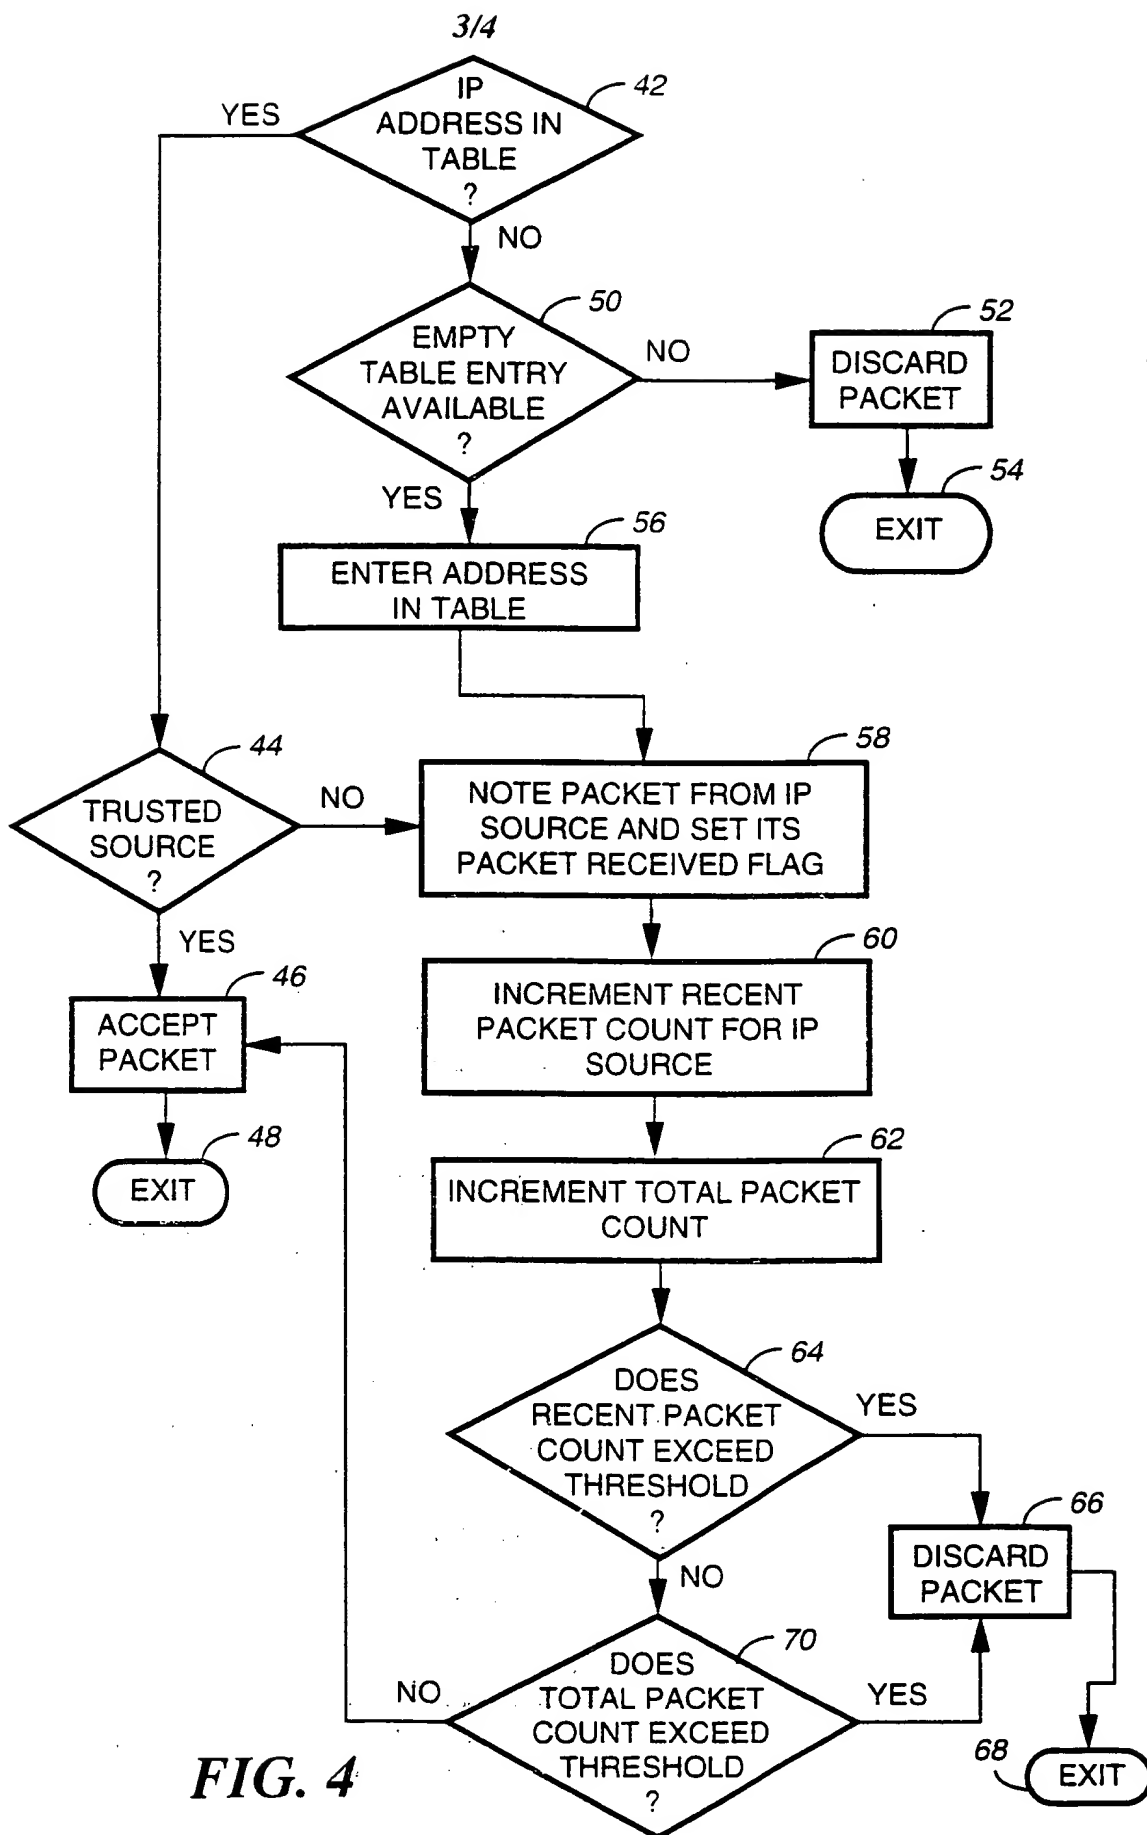 3/4
IP
ADDRESS IN
TABLE
?
42
YES
NO
EMPTY
TABLE ENTRY
AVAILABLE
?
50
NO
DISCARD
PACKET
52
EXIT
54
YES
ENTER ADDRESS
IN TABLE
56
TRUSTED
SOURCE
?
44
NO
NOTE PACKET FROM IP
SOURCE AND SET ITS
PACKET RECEIVED FLAG
58
YES
ACCEPT
PACKET
46
INCREMENT RECENT
PACKET COUNT FOR IP
SOURCE
60
EXIT
48
INCREMENT TOTAL PACKET
COUNT
62
DOES
RECENT PACKET
COUNT EXCEED
THRESHOLD
?
64
YES
DISCARD
PACKET
66
NO
DOES
TOTAL PACKET
COUNT EXCEED
THRESHOLD
?
70
NO
YES
EXIT
68
FIG. 4